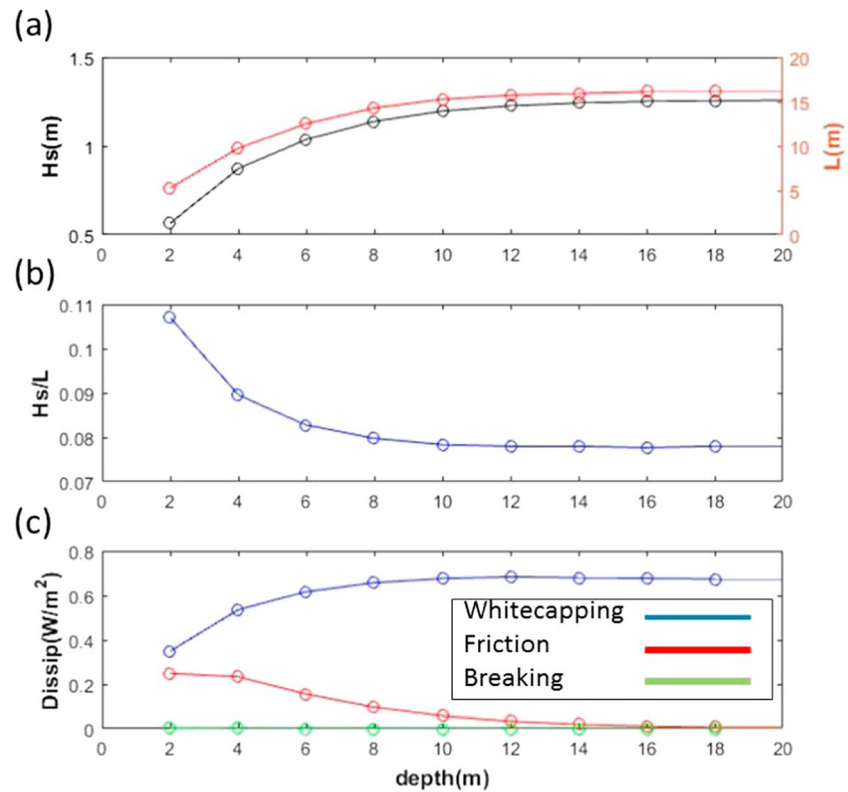 (a)
1.5
1
0.5
Hs(m)
20
15
10
5
0
L(m)
0 2 4 6 8 10 12 14 16 18 20
(b)
0.11
0.1
0.09
0.08
0.07
Hs/L
0 2 4 6 8 10 12 14 16 18 20
(c)
0.8
0.6
0.4
0.2
0
Dissip(W/m²)
Whitecapping
Friction
Breaking
0 2 4 6 8 10 12 14 16 18 20
depth(m)